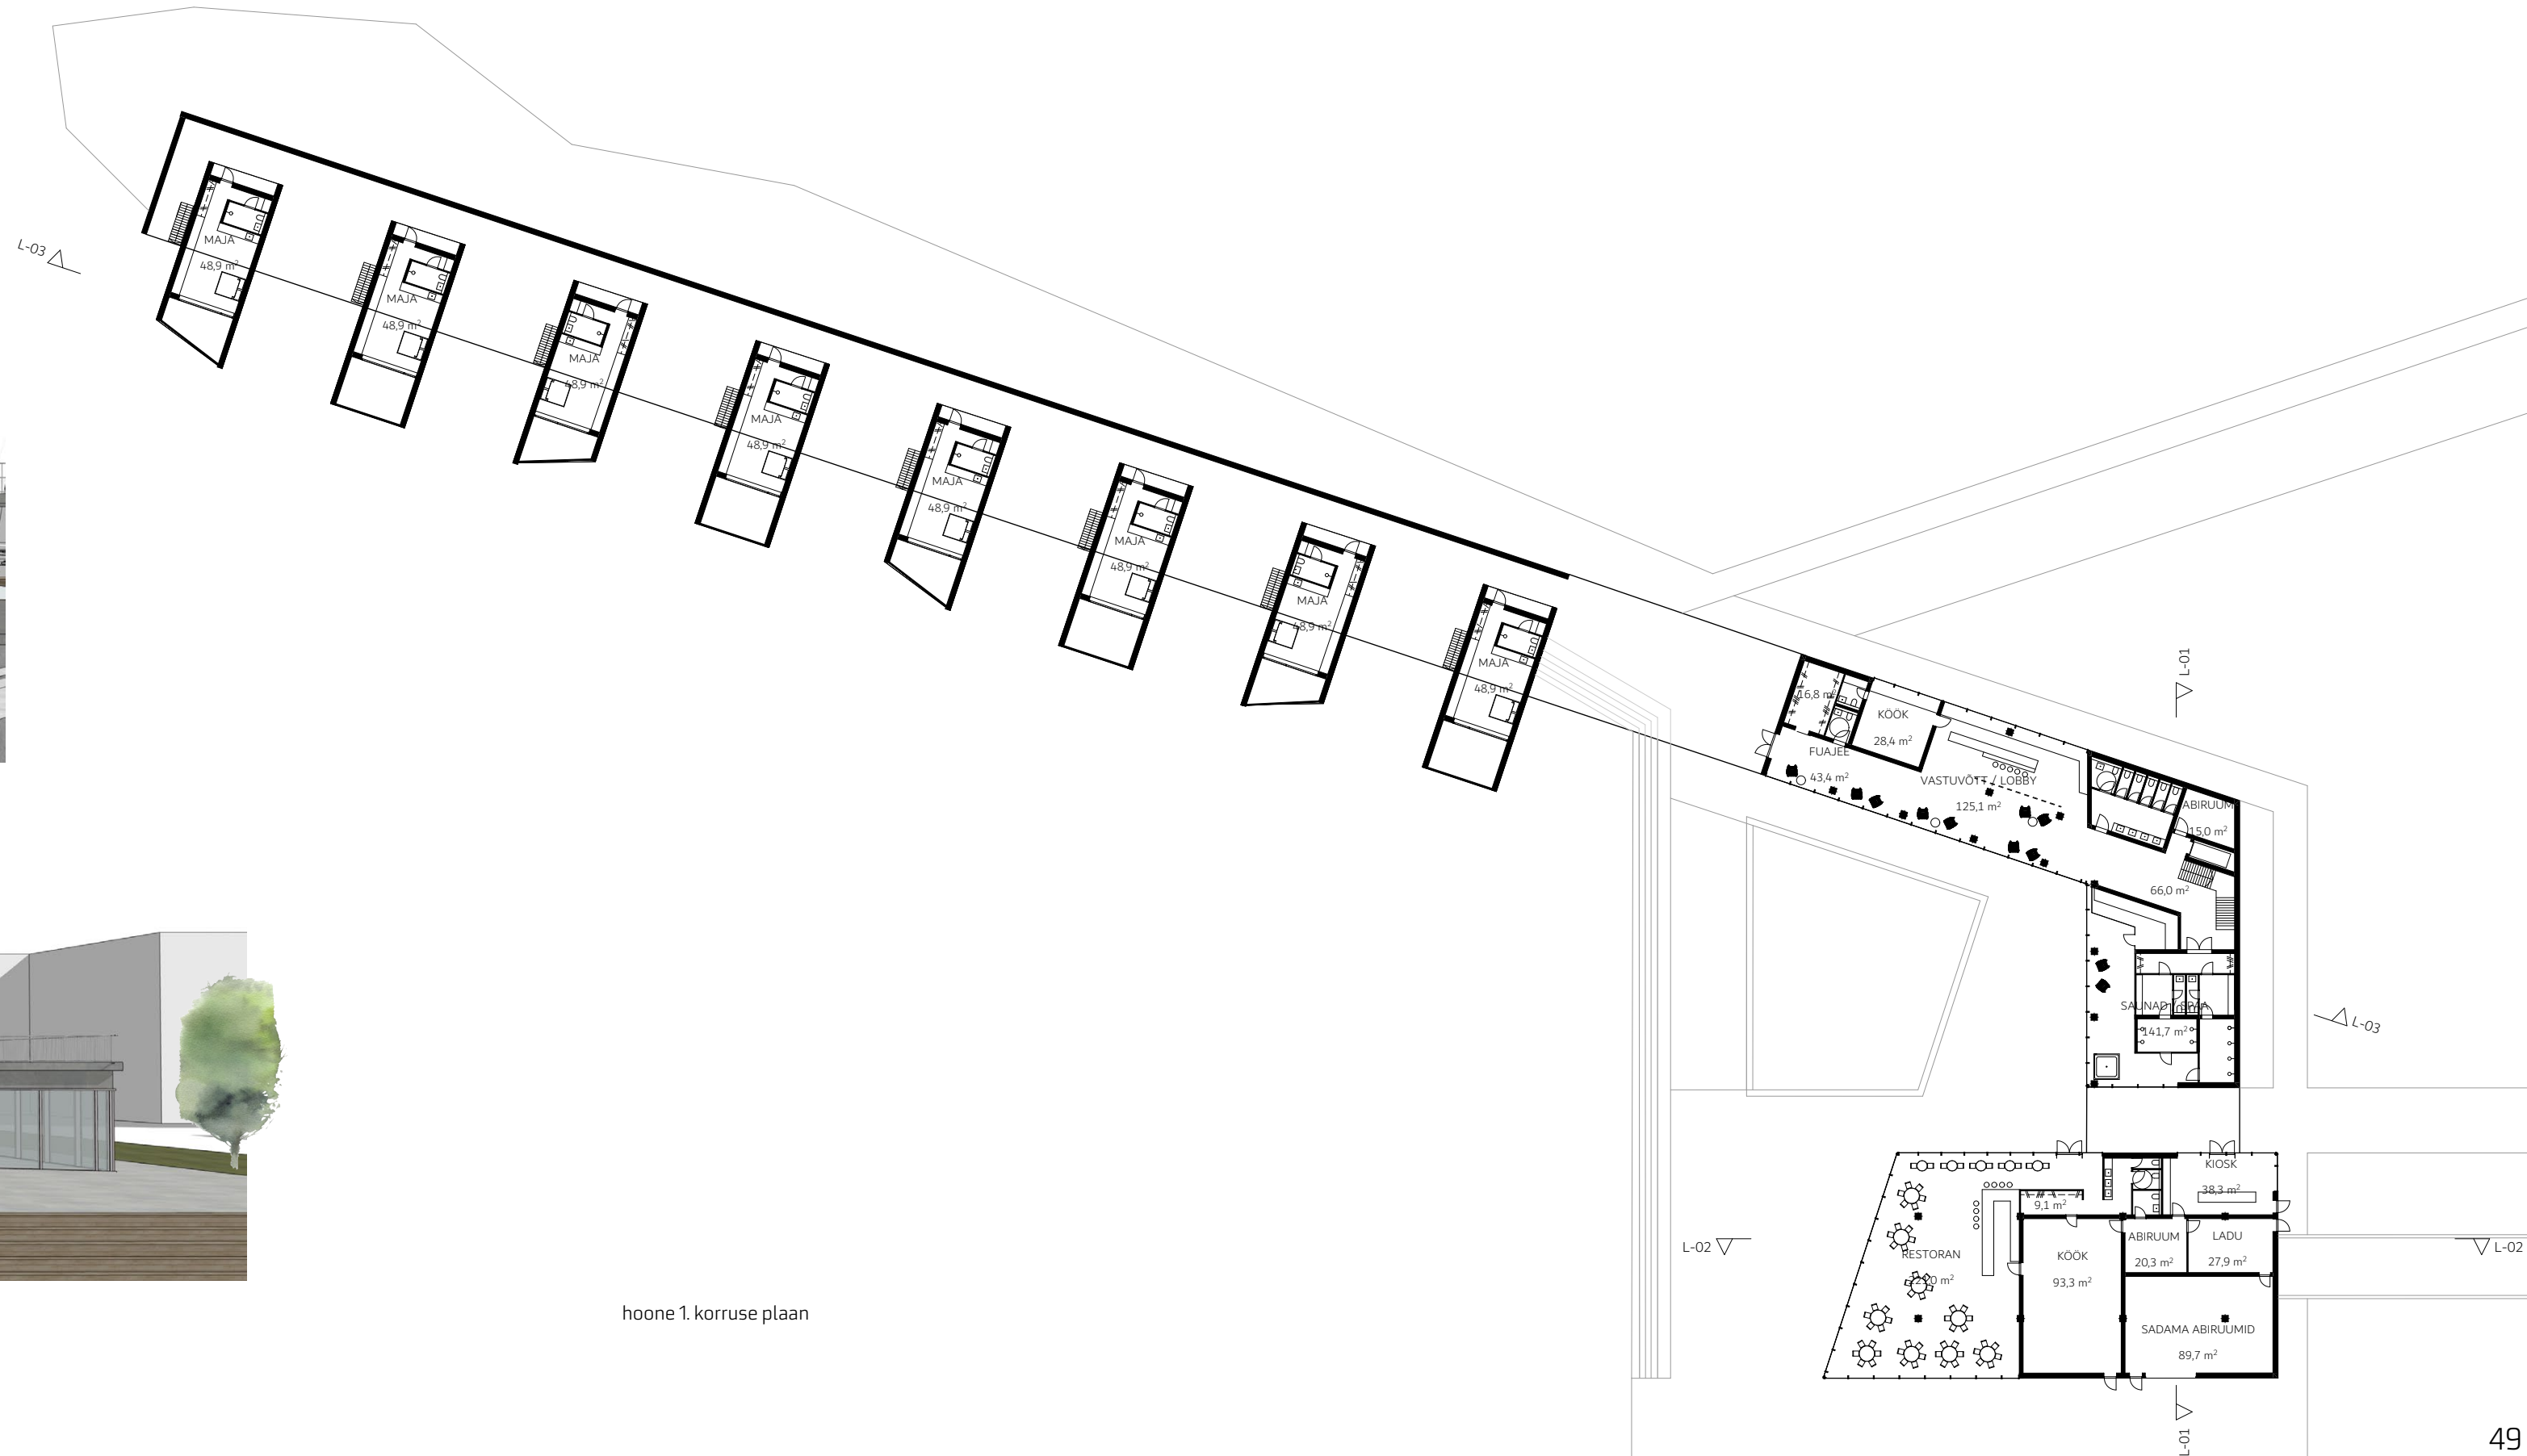 L-03
MAJA
48,9 m²
MAJA
48,9 m²
MAJA
48,9 m²
MAJA
48,9 m²
MAJA
48,9 m²
MAJA
48,9 m²
MAJA
48,9 m²
MAJA
48,9 m²
L-01
16,8 m²
KÖÖK
28,4 m²
FUAJEE
43,4 m²
VASTUVÕTT / LOBBY
125,1 m²
ABIRUUM
15,0 m²
66,0 m²
SAUNAD / SPAA
141,7 m²
L-03
KIOSK
38,3 m²
9,1 m²
L-02
RESTORAN
m²
KÖÖK
93,3 m²
ABIRUUM
20,3 m²
LADU
27,9 m²
L-02
SADAMA ABIRUUMID
89,7 m²
hoone 1. korruse plaan
L-01
49